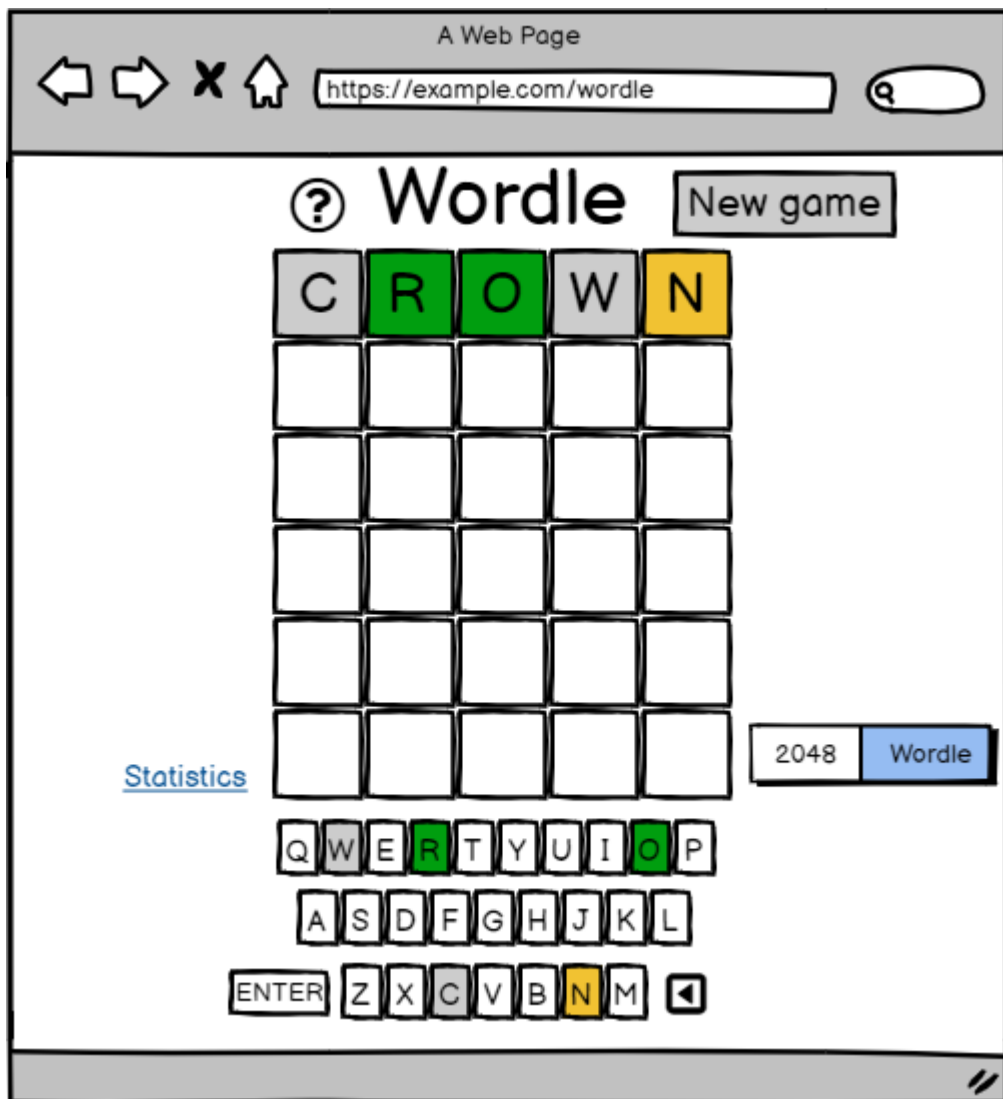 A Web Page
https://example.com/wordle
? Wordle New game
C R O W N
Statistics
2048 Wordle
Q W E R T Y U I O P
A S D F G H J K L
ENTER Z X C V B N M